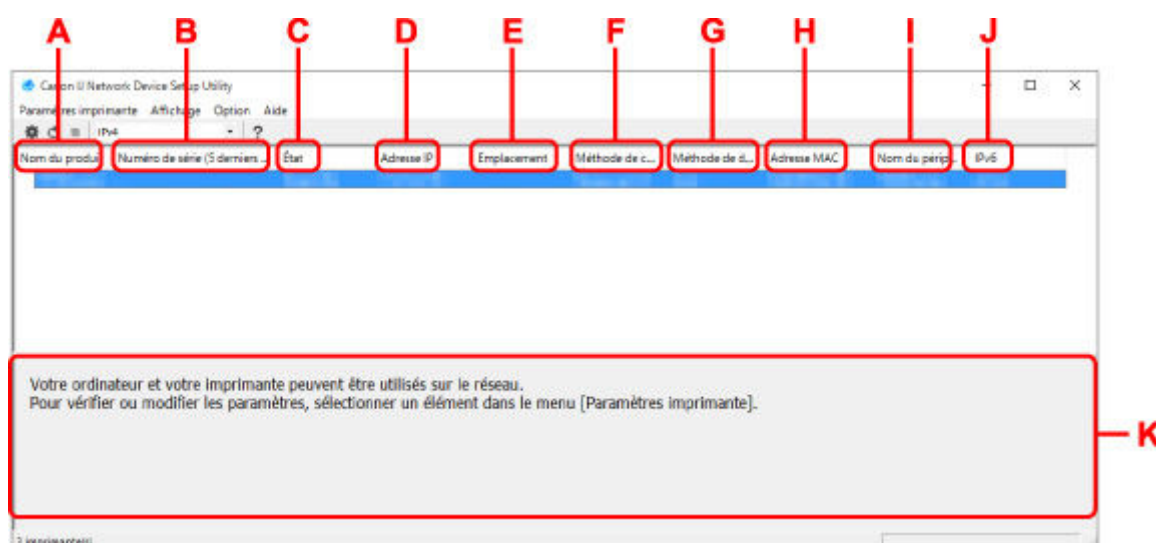 A B C D E F G H I J
Canon IJ Network Device Setup Utility
Paramètres imprimante Affichage Option Aide
IPv4 ?
Nom du produi Numéro de série (5 derniers ... État Adresse IP Emplacement Méthode de c... Méthode de d... Adresse MAC Nom du périp... IPv6
Votre ordinateur et votre imprimante peuvent être utilisés sur le réseau.
Pour vérifier ou modifier les paramètres, sélectionner un élément dans le menu [Paramètres imprimante].
K
imprimante(s)